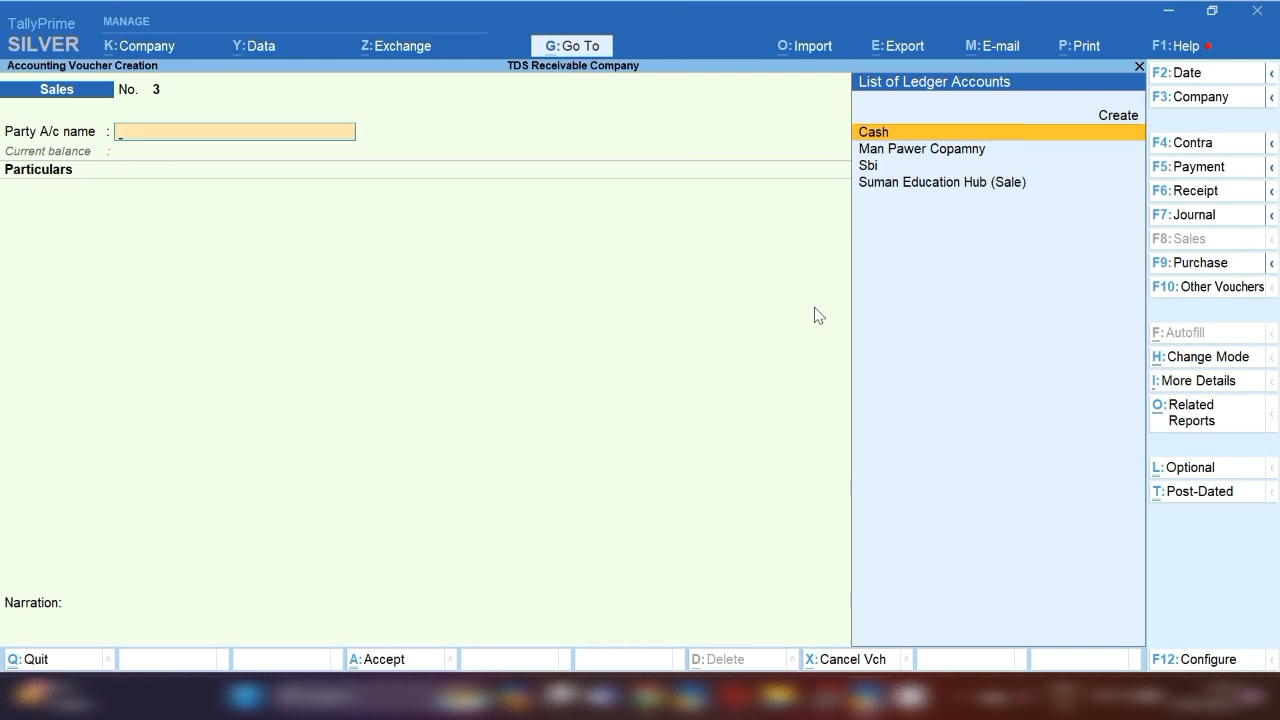 TallyPrime
SILVER
MANAGE
K: Company
Y: Data
Z: Exchange
G: Go To
O: Import
E: Export
M: E-mail
P: Print
F1: Help
Accounting Voucher Creation
TDS Receivable Company
Sales No. 3
Party A/c name :
Current balance :
Particulars
List of Ledger Accounts
Create
Cash
Man Pawer Copamny
Sbi
Suman Education Hub (Sale)
F2: Date
F3: Company
F4: Contra
F5: Payment
F6: Receipt
F7: Journal
F8: Sales
F9: Purchase
F10: Other Vouchers
F: Autofill
H: Change Mode
I: More Details
O: Related
Reports
L: Optional
T: Post-Dated
Narration:
Q: Quit
A: Accept
D: Delete
X: Cancel Vch
F12: Configure